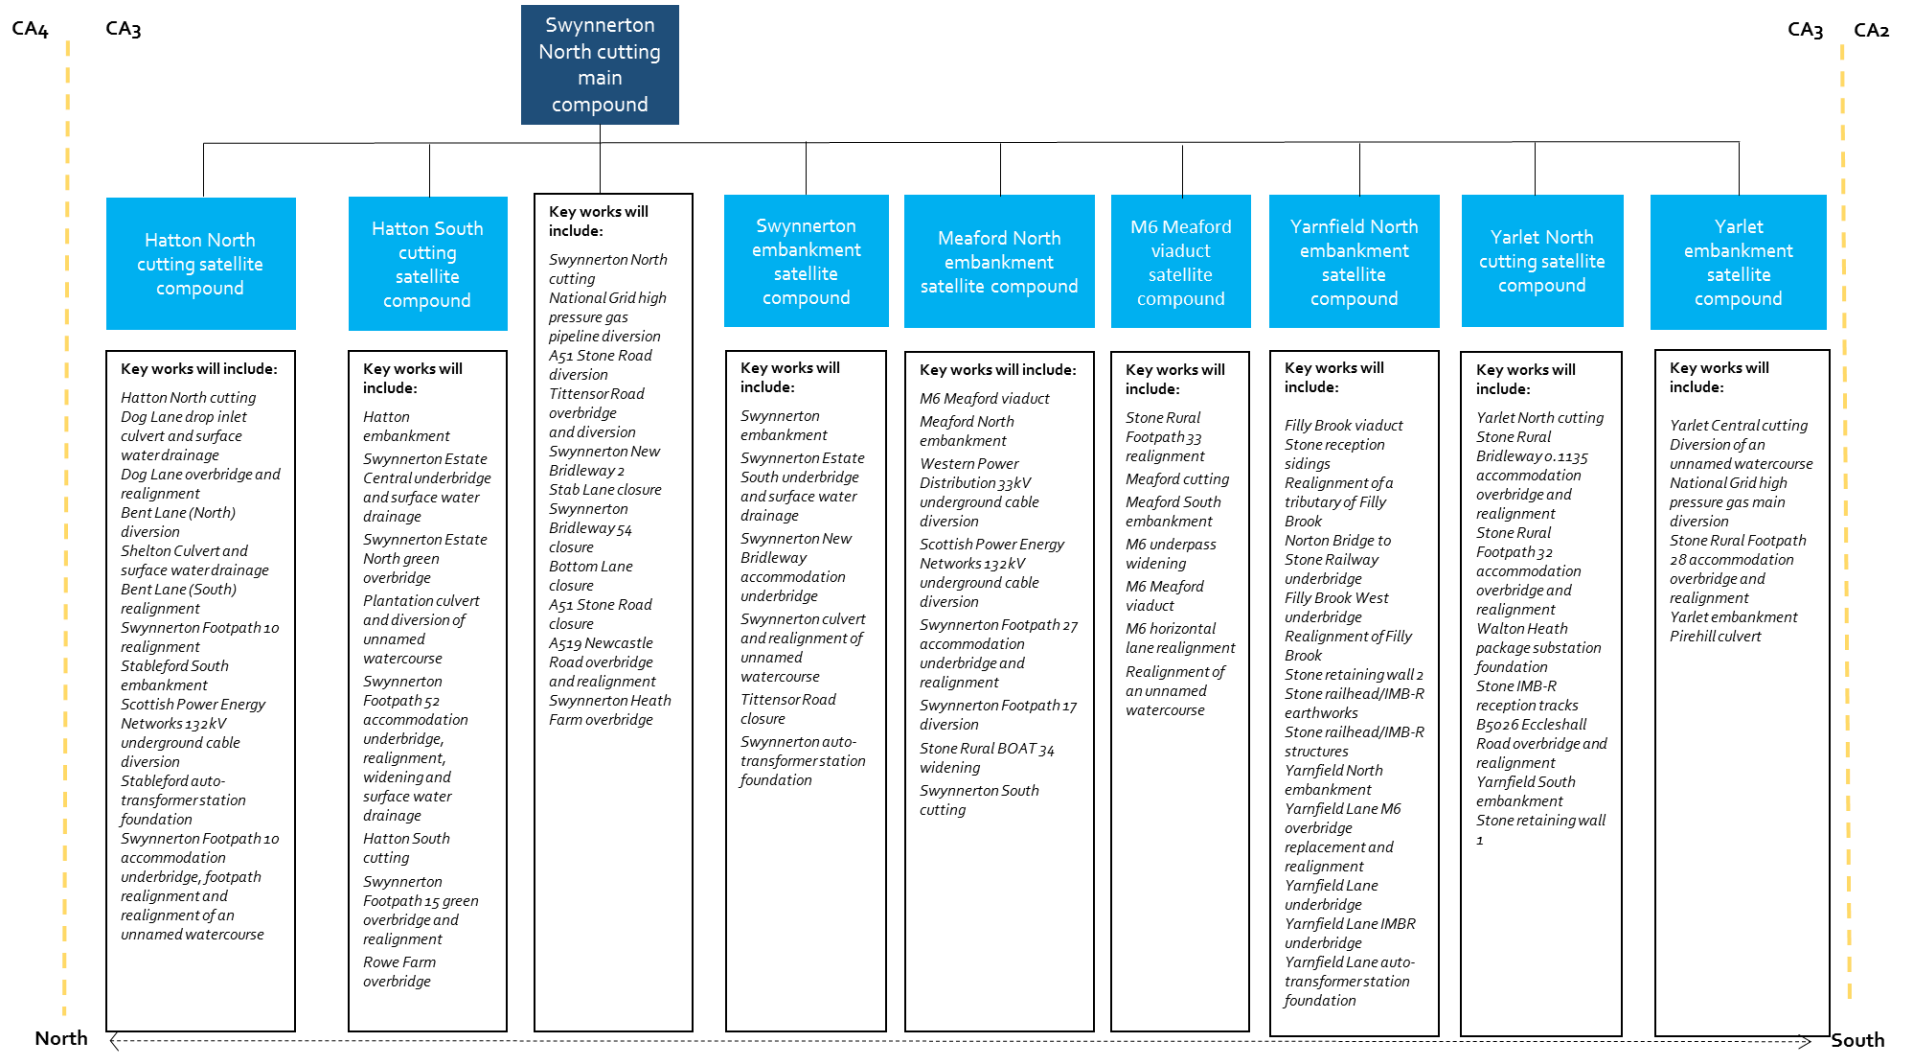 CA4
CA3
CA3
CA2
Swynnerton
North cutting
main
compound
Hatton North
cutting satellite
compound
Key works will include:
Hatton North cutting
Dog Lane drop inlet
culvert and surface
water drainage
Dog Lane overbridge and
realignment
Bent Lane (North)
diversion
Shelton Culvert and
surface water drainage
Bent Lane (South)
realignment
Swynnerton Footpath 10
realignment
Stableford South
embankment
Scottish Power Energy
Networks 132kV
underground cable
diversion
Stableford auto-
transformer station
foundation
Swynnerton Footpath 10
accommodation
underbridge, footpath
realignment and
realignment of an
unnamed watercourse
Hatton South
cutting
satellite
compound
Key works will
include:
Hatton
embankment
Swynnerton Estate
Central underbridge
and surface water
drainage
Swynnerton Estate
North green
overbridge
Plantation culvert
and diversion of
unnamed
watercourse
Swynnerton
Footpath 52
accommodation
underbridge,
realignment,
widening and
surface water
drainage
Hatton South
cutting
Swynnerton
Footpath 15 green
overbridge and
realignment
Rowe Farm
overbridge
Key works will
include:
Swynnerton North
cutting
National Grid high
pressure gas
pipeline diversion
A51 Stone Road
diversion
Tittensor Road
overbridge
and diversion
Swynnerton New
Bridleway 2
Stab Lane closure
Swynnerton
Bridleway 54
closure
Bottom Lane
closure
A51 Stone Road
closure
A519 Newcastle
Road overbridge
and realignment
Swynnerton Heath
Farm overbridge
Swynnerton
embankment
satellite
compound
Key works will
include:
Swynnerton
embankment
Swynnerton Estate
South underbridge
and surface water
drainage
Swynnerton New
Bridleway
accommodation
underbridge
Swynnerton culvert
and realignment of
unnamed
watercourse
Tittensor Road
closure
Swynnerton auto-
transformer station
foundation
Meaford North
embankment
satellite compound
Key works will include:
M6 Meaford viaduct
Meaford North
embankment
Western Power
Distribution 33kV
underground cable
diversion
Scottish Power Energy
Networks 132kV
underground cable
diversion
Swynnerton Footpath 27
accommodation
underbridge and
realignment
Swynnerton Footpath 17
diversion
Stone Rural BOAT 34
widening
Swynnerton South
cutting
M6 Meaford
viaduct
satellite
compound
Key works will
include:
Stone Rural
Footpath 33
realignment
Meaford cutting
Meaford South
embankment
M6 underpass
widening
M6 Meaford
viaduct
M6 horizontal
lane realignment
Realignment of
an unnamed
watercourse
Yarnfield North
embankment
satellite
compound
Key works will
include:
Filly Brook viaduct
Stone reception
sidings
Realignment of a
tributary of Filly
Brook
Norton Bridge to
Stone Railway
underbridge
Filly Brook West
underbridge
Realignment of Filly
Brook
Stone retaining wall 2
Stone railhead/IMB-R
earthworks
Stone railhead/IMB-R
structures
Yarnfield North
embankment
Yarnfield Lane M6
overbridge
replacement and
realignment
Yarnfield Lane
underbridge
Yarnfield Lane IMBR
underbridge
Yarnfield Lane auto-
transformer station
foundation
Yarlet North
cutting satellite
compound
Key works will
include:
Yarlet North cutting
Stone Rural
Bridleway 0.1135
accommodation
overbridge and
realignment
Stone Rural
Footpath 32
accommodation
overbridge and
realignment
Walton Heath
package substation
foundation
Stone IMB-R
reception tracks
B5026 Eccleshall
Road overbridge and
realignment
Yarnfield South
embankment
Stone retaining wall
1
Yarlet
embankment
satellite
compound
Key works will
include:
Yarlet Central cutting
Diversion of an
unnamed watercourse
National Grid high
pressure gas main
diversion
Stone Rural Footpath
28 accommodation
overbridge and
realignment
Yarlet embankment
Pirehill culvert
North
South